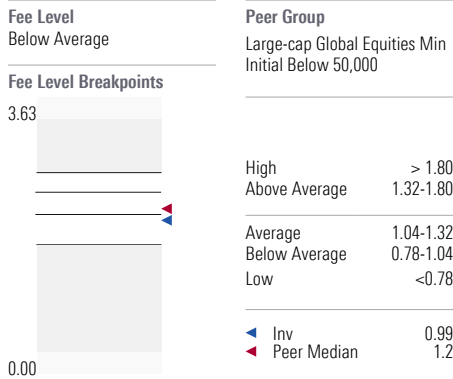 Fee Level
Below Average
Fee Level Breakpoints
3.63
0.00
Peer Group
Large-cap Global Equities Min
Initial Below 50,000
High > 1.80
Above Average 1.32-1.80
Average 1.04-1.32
Below Average 0.78-1.04
Low <0.78
Inv 0.99
Peer Median 1.2